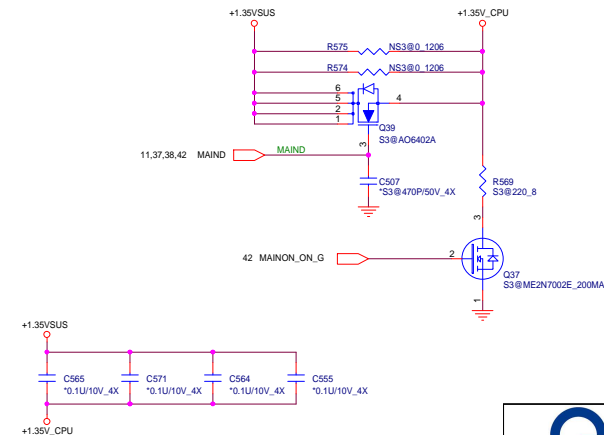 +1.35VSUS
+1.35V_CPU
R575 NS3@0_1206
R574 NS3@0_1206
6
5
2
1
4
3
Q39
S3@AO6402A
11,37,38,42 MAIND
MAIND
C507
*S3@470P/50V_4X
R569
S3@220_8
3
42 MAINON_ON_G
2
1
Q37
S3@ME2N7002E_200MA
+1.35VSUS
C565 C571 C564 C555
*0.1U/10V_4X *0.1U/10V_4X *0.1U/10V_4X *0.1U/10V_4X
+1.35V_CPU